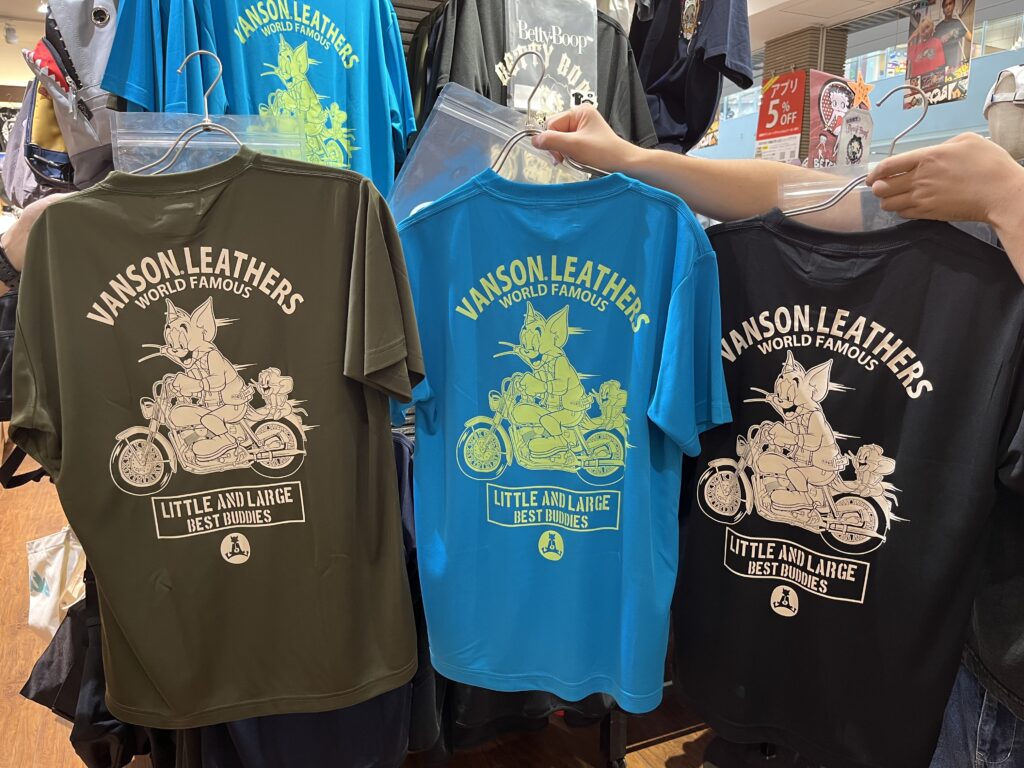 VANSON.LEATHERS
WORLD FAMOUS
Betty Boop™
アプリ
5%
OFF
VANSON.LEATHERS
WORLD FAMOUS
LITTLE AND LARGE
BEST BUDDIES
VANSON.LEATHERS
WORLD FAMOUS
LITTLE AND LARGE
BEST BUDDIES
VANSON.LEATHERS
WORLD FAMOUS
LITTLE AND LARGE
BEST BUDDIES